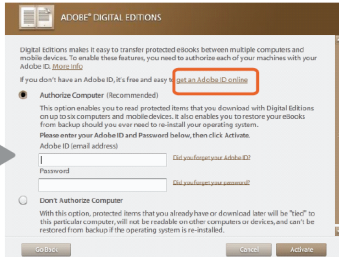 ADOBE® DIGITAL EDITIONS
Digital Editions makes it easy to transfer protected eBooks between multiple computers and
mobile devices. To enable these features, you need to authorize each of your machines with your
Adobe ID. More Info
If you don't have an Adobe ID, it's free and easy to get an Adobe ID online
Authorize Computer (Recommended)
This option enables you to read protected items that you download with Digital Editions
on up to six computers and mobile devices. it also enables you to restore your eBooks
from backup should you ever need to re-install your operating system.
Please enter your Adobe ID and Password below, then click Activate.
Adobe ID (email address)
Did you forget your Adobe ID?
Password
Did you forget your password?
Don't Authorize Computer
With this option, protected items that you already have or download later will be "tied" to
this particular computer, will not be readable on other computers or devices, and can't be
restored from backup if the operating system is re-installed.
Go Back
Cancel
Activate